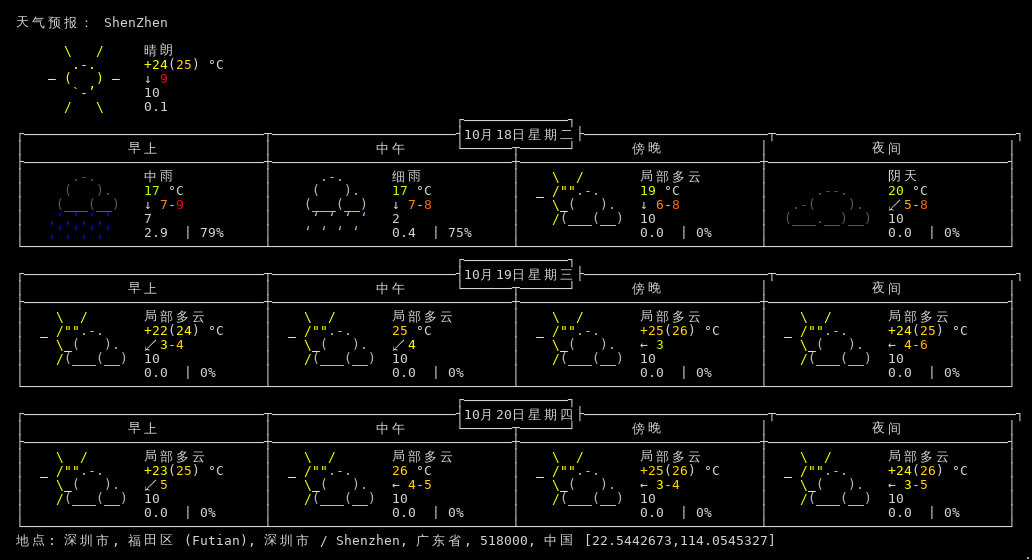 天气预报： ShenZhen
晴朗
+24(25) °C
↓ 9
10
0.1
10月18日星期二
早上 中午 傍晚 夜间
中雨 细雨 局部多云 阴天
17 °C 17 °C 19 °C 20 °C
↓ 7-9 ↓ 7-8 ↓ 6-8 ↙ 5-8
7 2 10 10
2.9 | 79% 0.4 | 75% 0.0 | 0% 0.0 | 0%
10月19日星期三
早上 中午 傍晚 夜间
局部多云 局部多云 局部多云 局部多云
+22(24) °C 25 °C +25(26) °C +24(25) °C
↙ 3-4 ↙ 4 ← 3 ← 4-6
10 10 10 10
0.0 | 0% 0.0 | 0% 0.0 | 0% 0.0 | 0%
10月20日星期四
早上 中午 傍晚 夜间
局部多云 局部多云 局部多云 局部多云
+23(25) °C 26 °C +25(26) °C +24(26) °C
↙ 5 ← 4-5 ← 3-4 ← 3-5
10 10 10 10
0.0 | 0% 0.0 | 0% 0.0 | 0% 0.0 | 0%
地点: 深圳市, 福田区 (Futian), 深圳市 / Shenzhen, 广东省, 518000, 中国 [22.5442673,114.0545327]